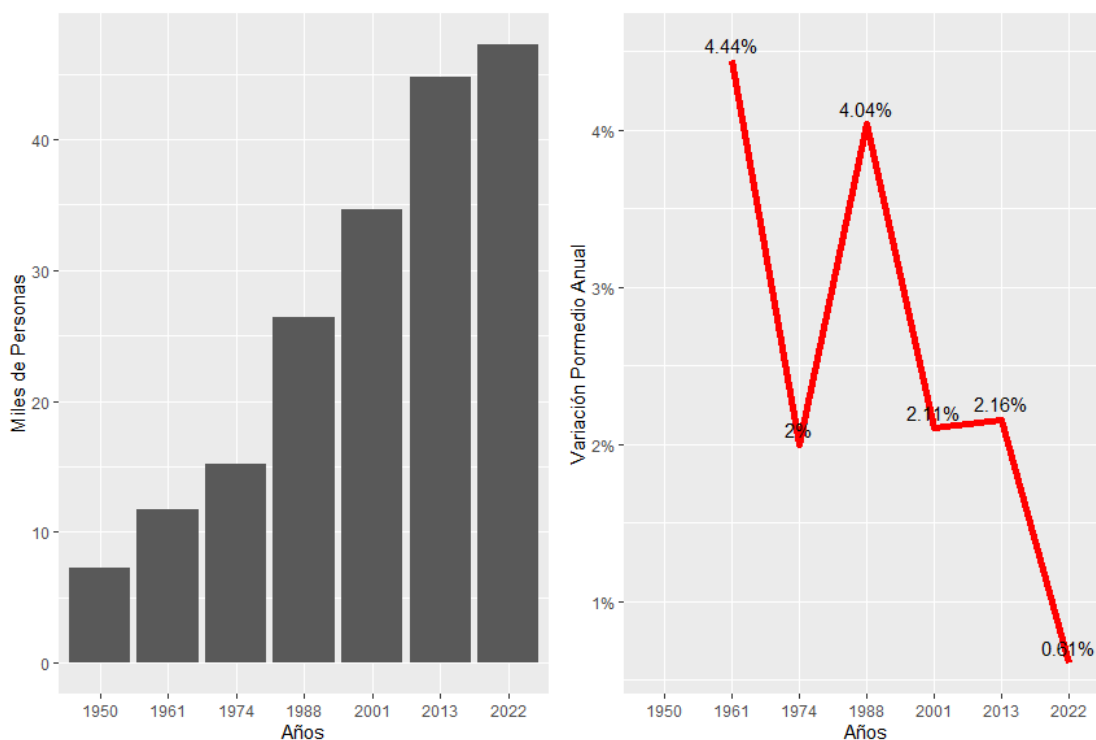 Miles de Personas
40
30
20
10
0
1950 1961 1974 1988 2001 2013 2022
Años
Variación Pormedio Anual
4%
3%
2%
1%
4.44%
2%
4.04%
2.11%
2.16%
0.61%
1950 1961 1974 1988 2001 2013 2022
Años